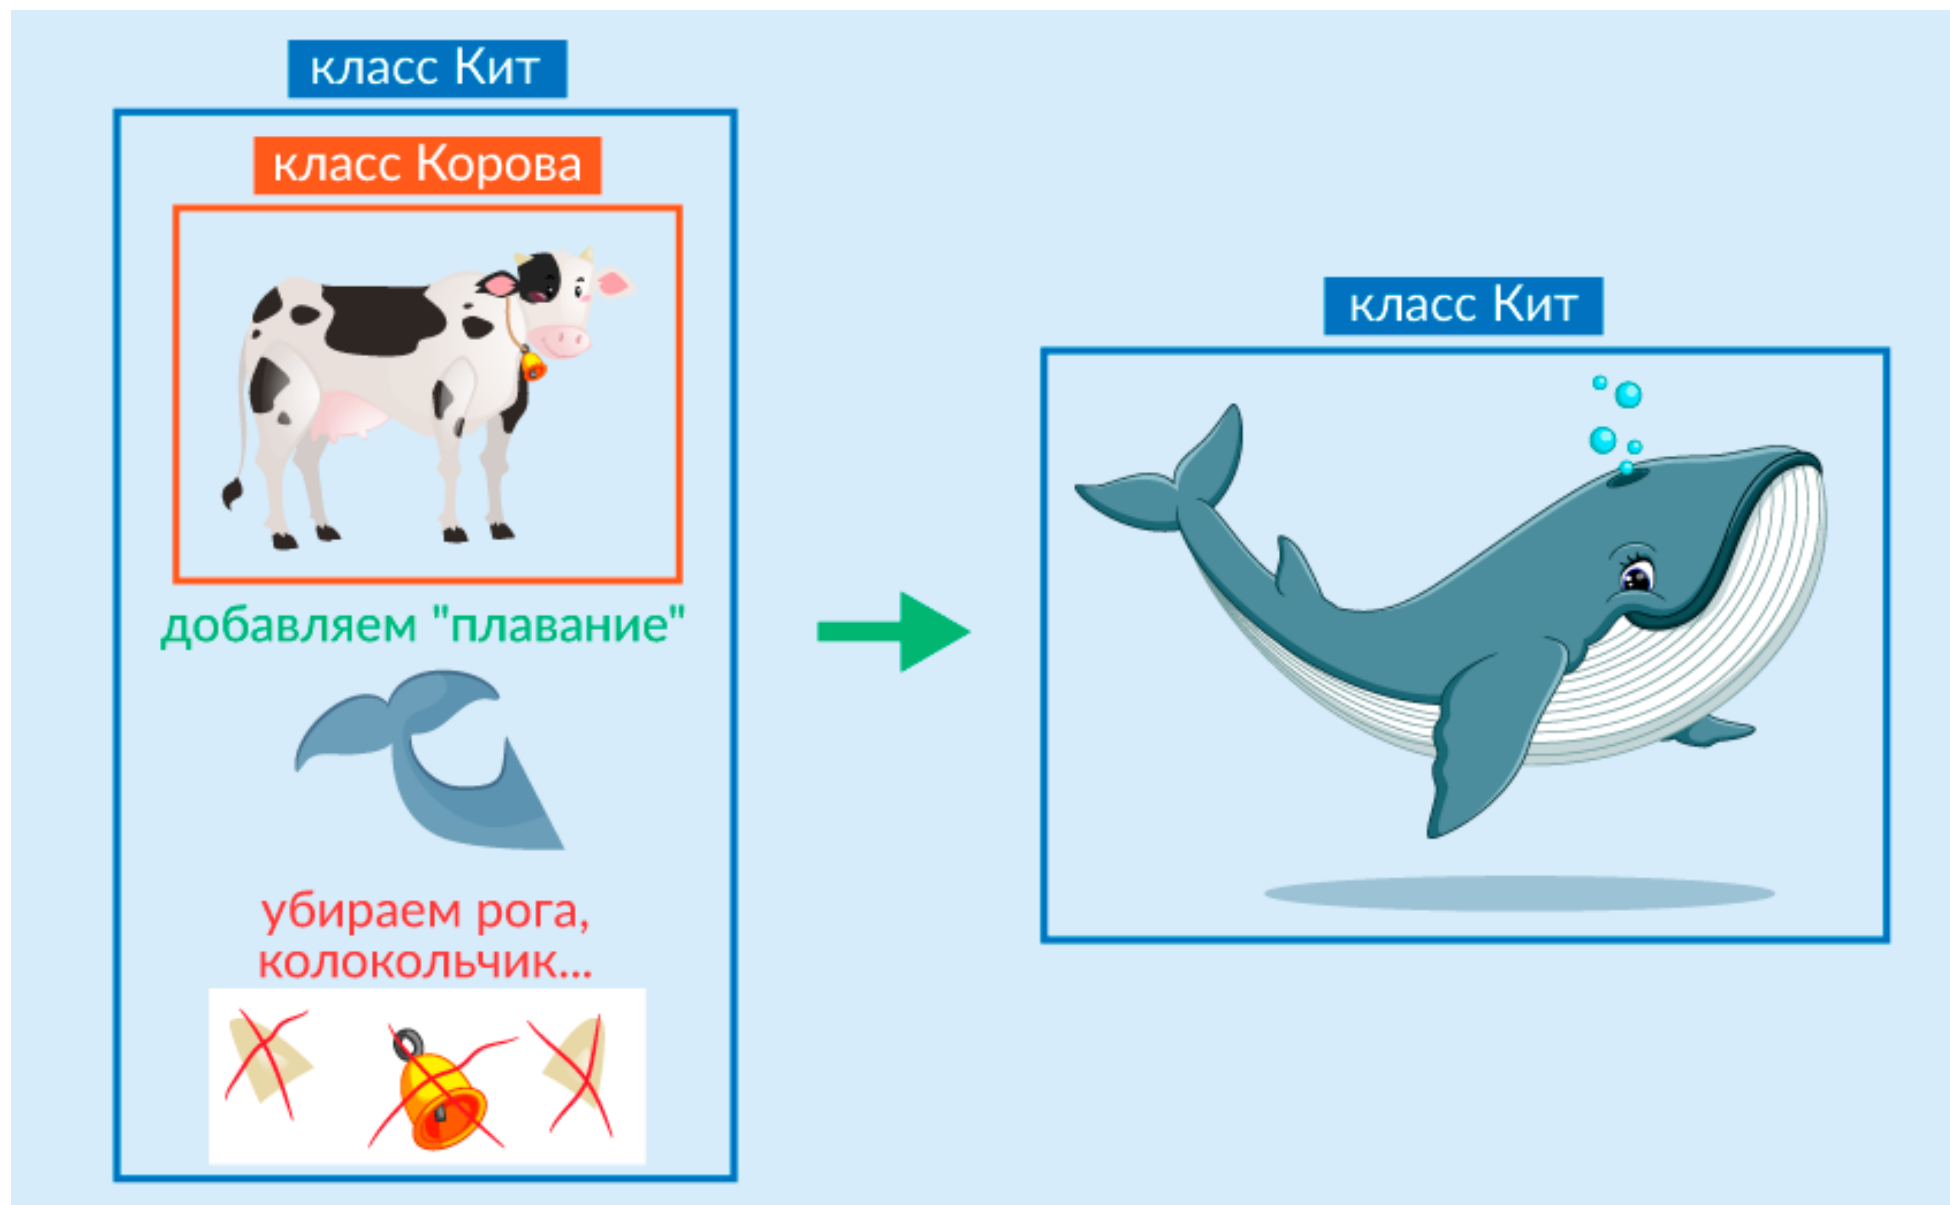 класс Кит
класс Корова
добавляем "плавание"
убираем рога,
колокольчик...
класс Кит